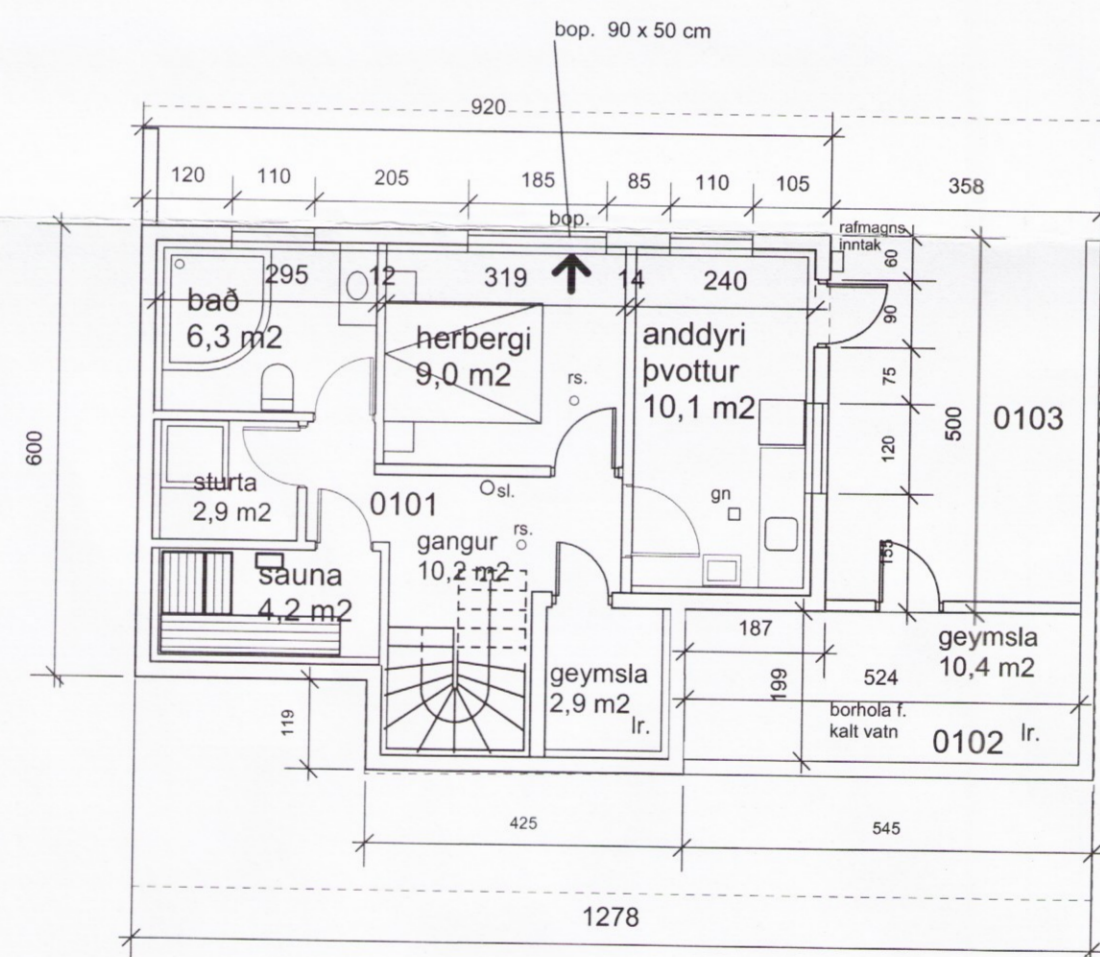 bop. 90 x 50 cm
920
120 110 205 185 85 110 105 358
bop.
rafmagns
inntak
60
295 12 319 14 240
bað
6,3 m2
herbergi
9,0 m2
anddyri
þvottur
10,1 m2
90
rs.
75
600
500
0103
120
sturta
2,9 m2
0101
sl.
gn
rs.
gangur
10,2 m2
155
sauna
4,2 m2
187
geymsla
10,4 m2
geymsla
2,9 m2
lr.
199
524
119
borhola f.
kalt vatn
0102 lr.
425
545
1278